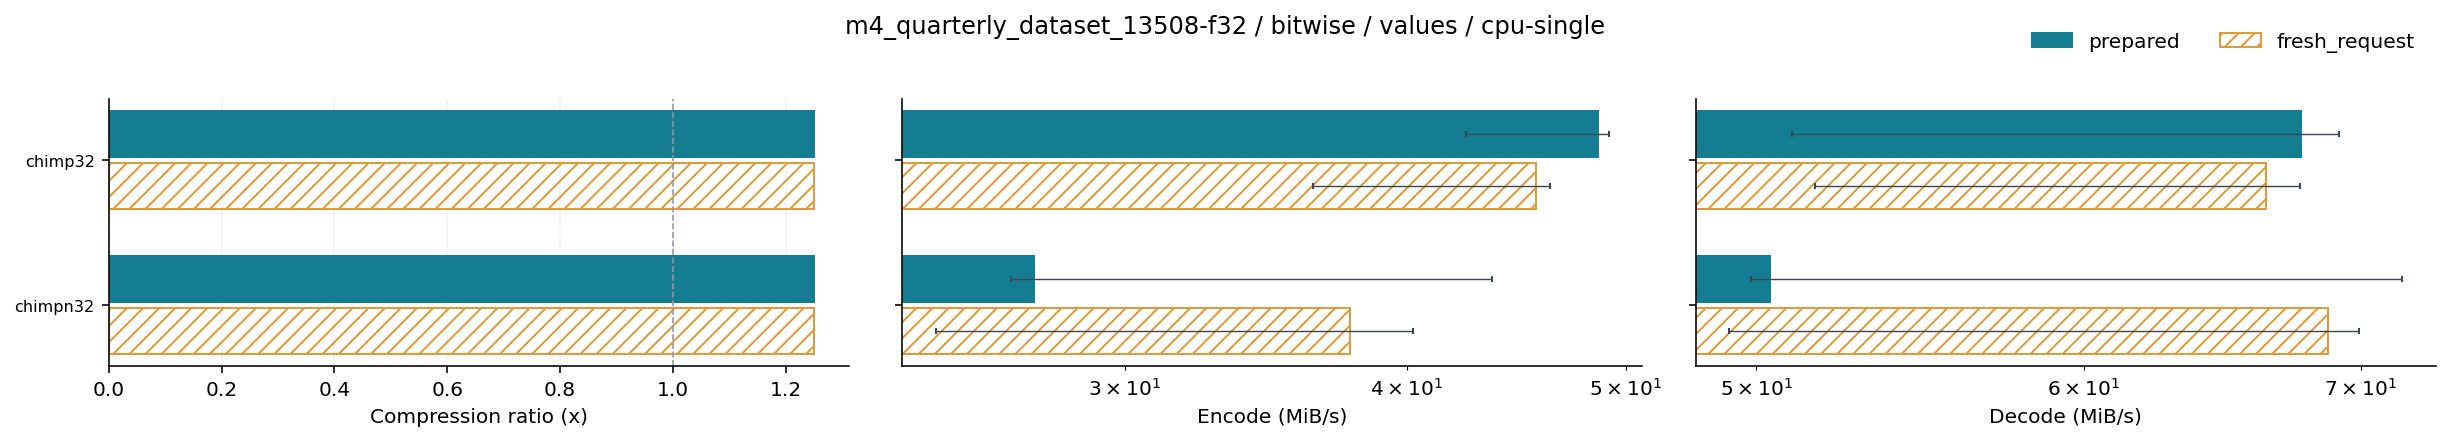 m4_quarterly_dataset_13508-f32 / bitwise / values / cpu-single
prepared
fresh_request
chimp32
chimpn32
0.0 0.2 0.4 0.6 0.8 1.0 1.2
Compression ratio (x)
3 × 10¹ 4 × 10¹ 5 × 10¹
Encode (MiB/s)
5 × 10¹ 6 × 10¹ 7 × 10¹
Decode (MiB/s)